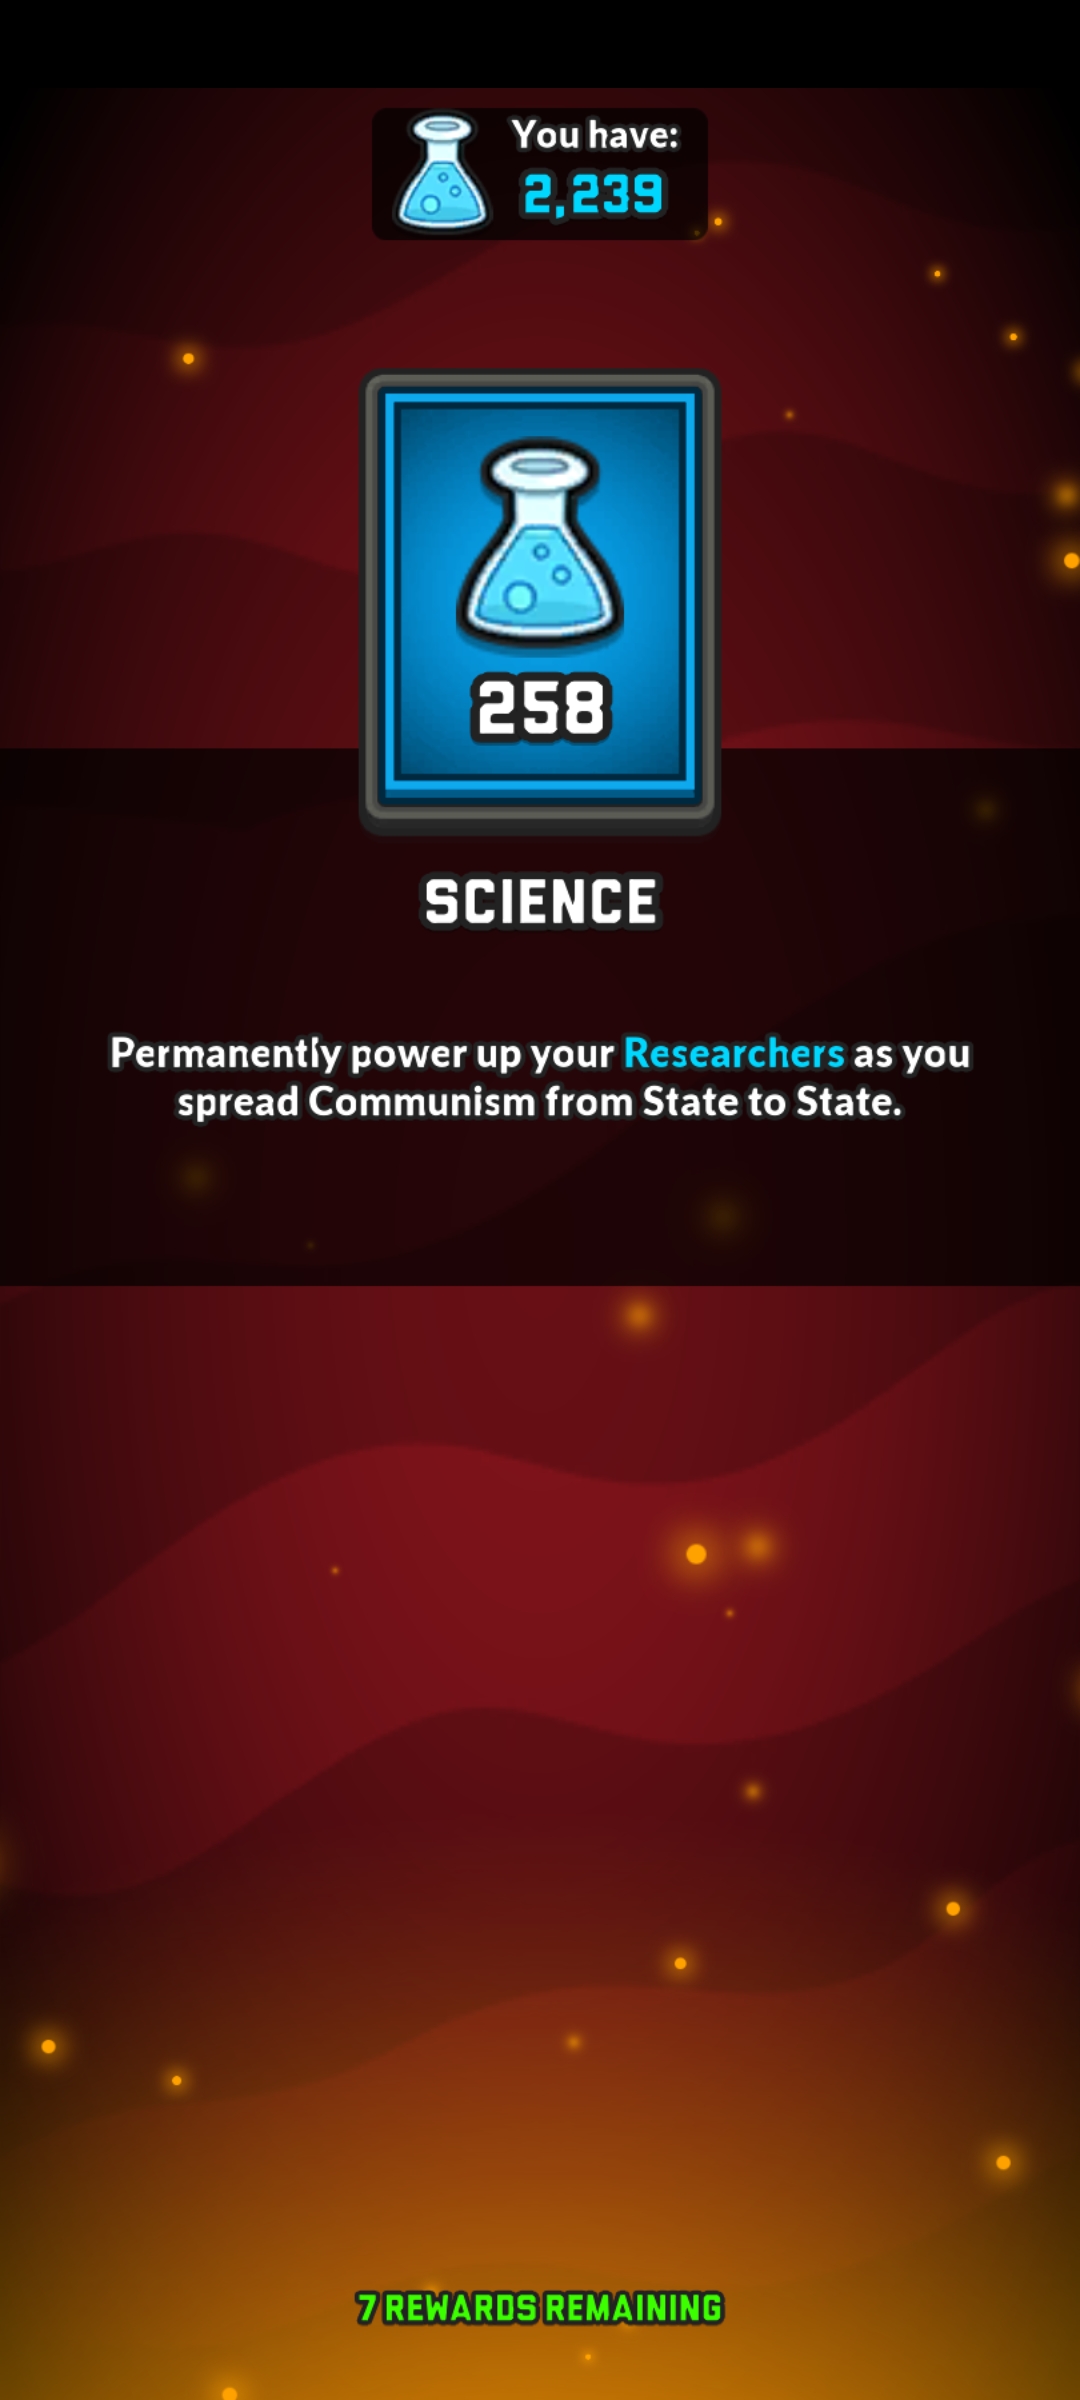 You have:
2,239
258
SCIENCE
Permanently power up your Researchers as you
spread Communism from State to State.
7 REWARDS REMAINING